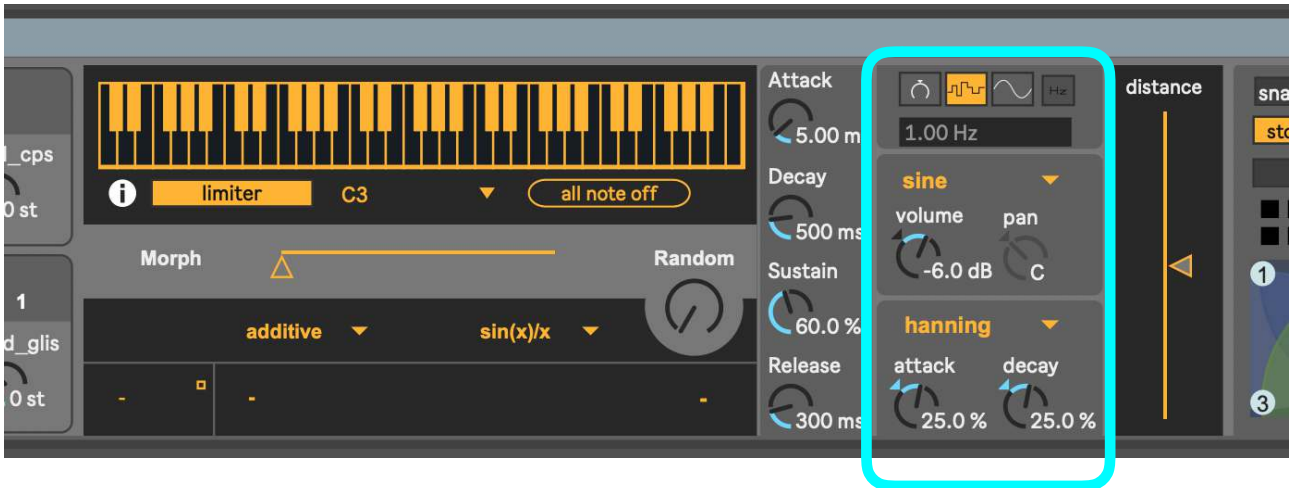 l_cps
0 st
1
d_glis
0 st
i
limiter
C3
all note off
Morph
Random
additive
sin(x)/x
-
-
-
Attack
5.00 m
Decay
500 ms
Sustain
60.0 %
Release
300 ms
Hz
1.00 Hz
sine
volume
pan
-6.0 dB
C
hanning
attack
decay
25.0 %
25.0 %
distance
sna
sto
1
3